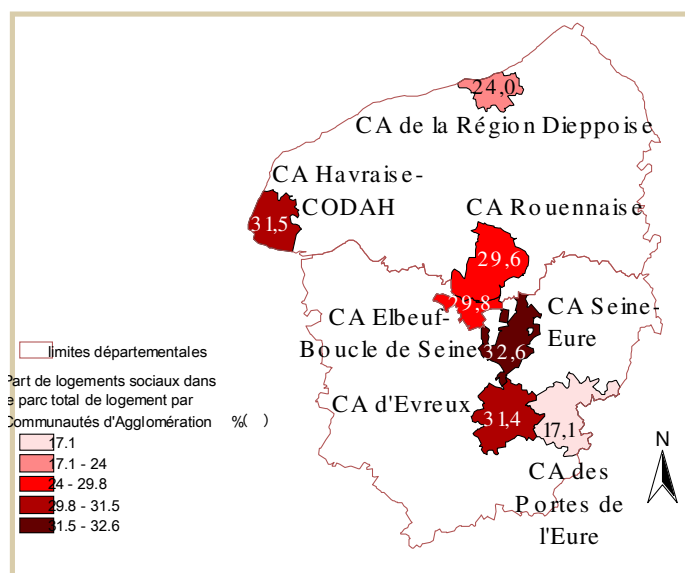 24,0
CA de la Région Dieppoise
CA Havraise-
CODAH
31,5
CA Rouennaise
29,6
29,8
CA Elbeuf-
Boucle de Seine
CA Seine-
Eure
32,6
CA d'Evreux
31,4
17,1
CA des
Portes de
l'Eure
N
limites départementales
Part de logements sociaux dans
e parc total de logement par
Communautés d'Agglomération %( )
17.1
17.1 - 24
24 - 29.8
29.8 - 31.5
31.5 - 32.6